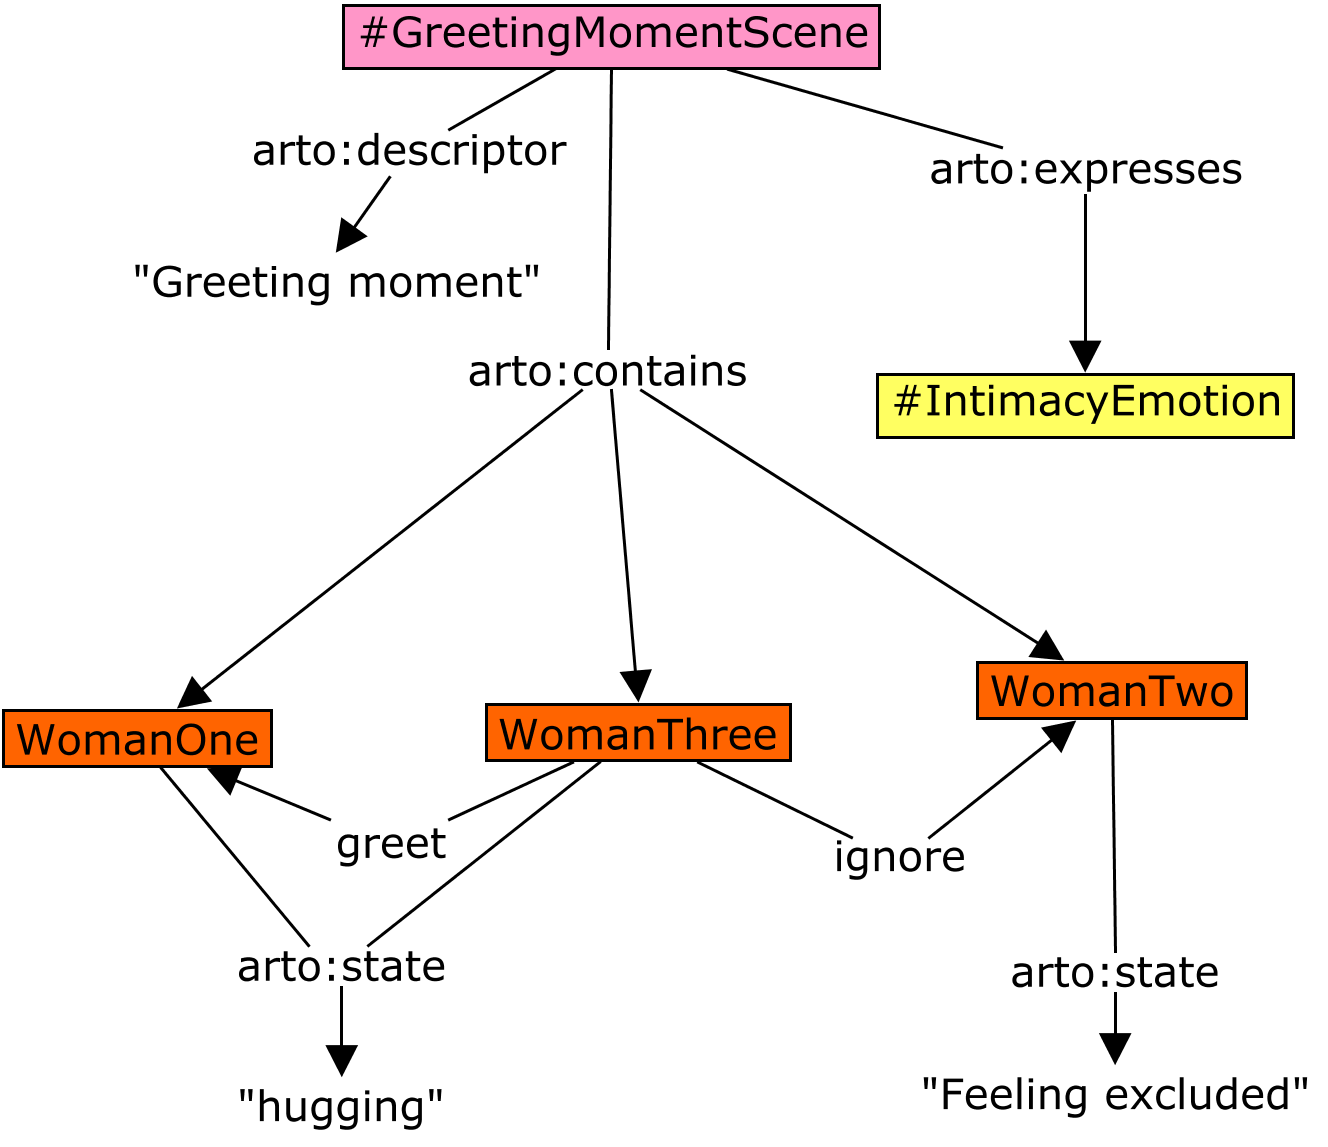 #GreetingMomentScene
arto:descriptor
arto:expresses
"Greeting moment"
arto:contains
#IntimacyEmotion
WomanOne
WomanThree
WomanTwo
greet
ignore
arto:state
arto:state
"hugging"
"Feeling excluded"